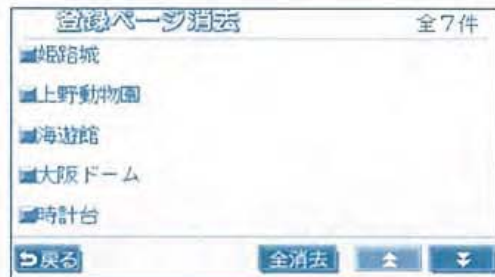 登録ページ消去 全7件
姫路城
上野動物園
海遊館
大阪ドーム
時計台
戻る 全消去